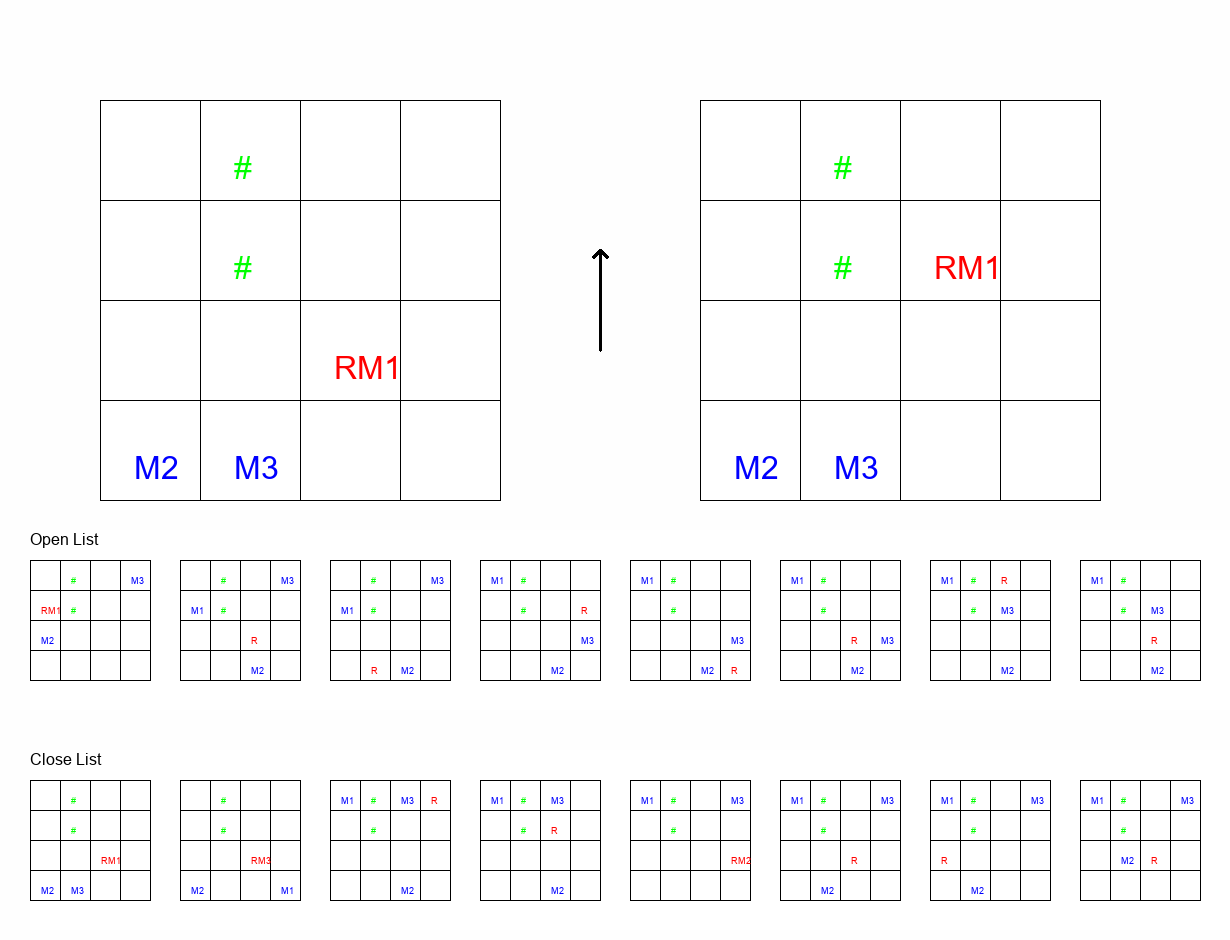 # #
# # RM1
RM1
M2 M3 M2 M3
Open List
# M3 # M3 # M3 M1 # M1 # M1 # M1 # R M1 #
RM1 # M1 # M1 # # R # # # M3 # M3
M2 R M3 M3 R M3 R
M2 R M2 M2 M2 R M2 M2 M2
Close List
# # M1 # M3 R M1 # M3 M1 # M3 M1 # M3 M1 # M3 M1 # M3
# # # # R # # # #
RM1 RM3 RM2 R R M2 R
M2 M3 M2 M1 M2 M2 M2 M2